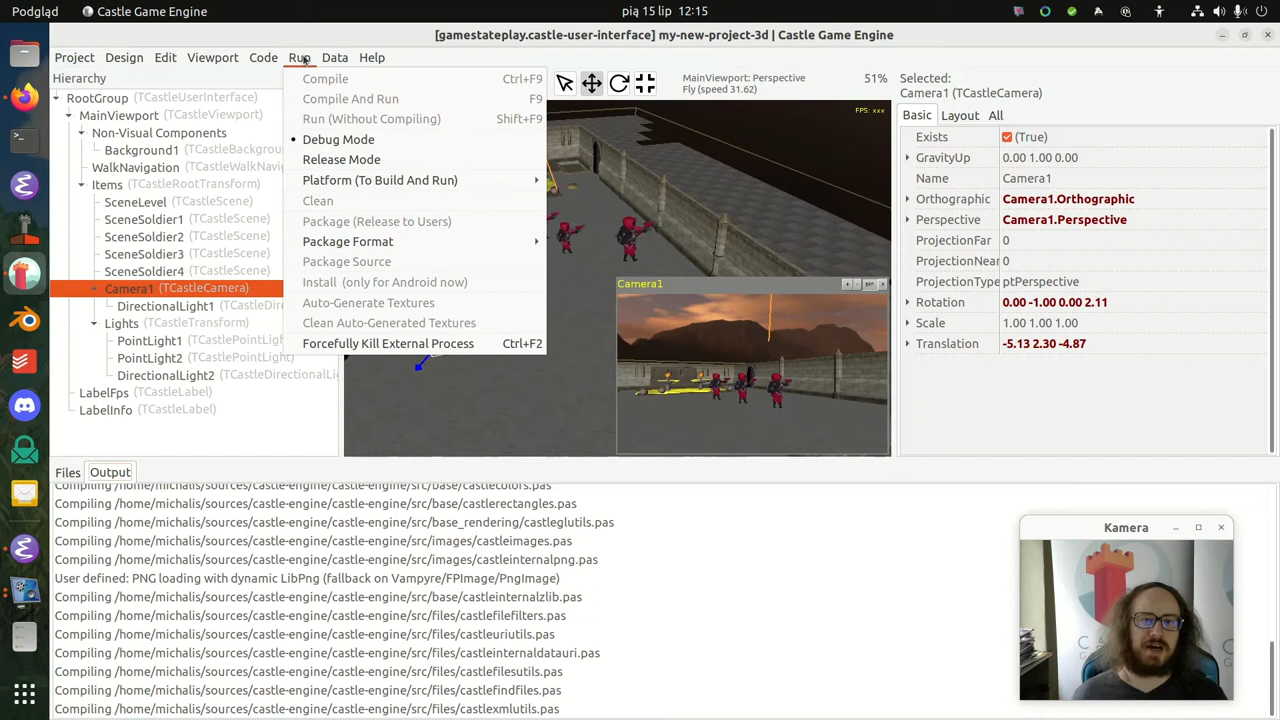 Podgląd Castle Game Engine pią 15 lip 12:15
[gamestateplay.castle-user-interface] my-new-project-3d | Castle Game Engine
Project Design Edit Viewport Code Run Data Help
Hierarchy
RootGroup (TCastleUserInterface)
MainViewport (TCastleViewport)
Non-Visual Components
Background1 (TCastleBackgrou
WalkNavigation (TCastleWalkNavi
Items (TCastleRootTransform)
SceneLevel (TCastleScene)
SceneSoldier1 (TCastleScene)
SceneSoldier2 (TCastleScene)
SceneSoldier3 (TCastleScene)
SceneSoldier4 (TCastleScene)
Camera1 (TCastleCamera)
DirectionalLight1 (TCastleDire
Lights (TCastleTransform)
PointLight1 (TCastlePointLigh
PointLight2 (TCastlePointLight)
DirectionalLight2 (TCastleDirectionalLi
LabelFps (TCastleLabel)
LabelInfo (TCastleLabel)
Compile Ctrl+F9
Compile And Run F9
Run (Without Compiling) Shift+F9
Debug Mode
Release Mode
Platform (To Build And Run)
Clean
Package (Release to Users)
Package Format
Package Source
Install (only for Android now)
Auto-Generate Textures
Clean Auto-Generated Textures
Forcefully Kill External Process Ctrl+F2
MainViewport: Perspective
Fly (speed 31.62)
51%
FPS: xxx
Camera1
pin
Selected:
Camera1 (TCastleCamera)
Basic Layout All
Exists (True)
GravityUp 0.00 1.00 0.00
Name Camera1
Orthographic Camera1.Orthographic
Perspective Camera1.Perspective
ProjectionFar 0
ProjectionNear 0
ProjectionType ptPerspective
Rotation 0.00 -1.00 0.00 2.11
Scale 1.00 1.00 1.00
Translation -5.13 2.30 -4.87
Files Output
Compiling /home/michalis/sources/castle-engine/castle-engine/src/base/castlecolors.pas
Compiling /home/michalis/sources/castle-engine/castle-engine/src/base/castlerectangles.pas
Compiling /home/michalis/sources/castle-engine/castle-engine/src/base_rendering/castleglutils.pas
Compiling /home/michalis/sources/castle-engine/castle-engine/src/images/castleimages.pas
Compiling /home/michalis/sources/castle-engine/castle-engine/src/images/castleinternalpng.pas
User defined: PNG loading with dynamic LibPng (fallback on Vampyre/FPImage/PngImage)
Compiling /home/michalis/sources/castle-engine/castle-engine/src/base/castleinternalzlib.pas
Compiling /home/michalis/sources/castle-engine/castle-engine/src/files/castlefilefilters.pas
Compiling /home/michalis/sources/castle-engine/castle-engine/src/files/castleuriutils.pas
Compiling /home/michalis/sources/castle-engine/castle-engine/src/files/castleinternaldatauri.pas
Compiling /home/michalis/sources/castle-engine/castle-engine/src/files/castlefilesutils.pas
Compiling /home/michalis/sources/castle-engine/castle-engine/src/files/castlefindfiles.pas
Compiling /home/michalis/sources/castle-engine/castle-engine/src/files/castlexmlutils.pas
Kamera